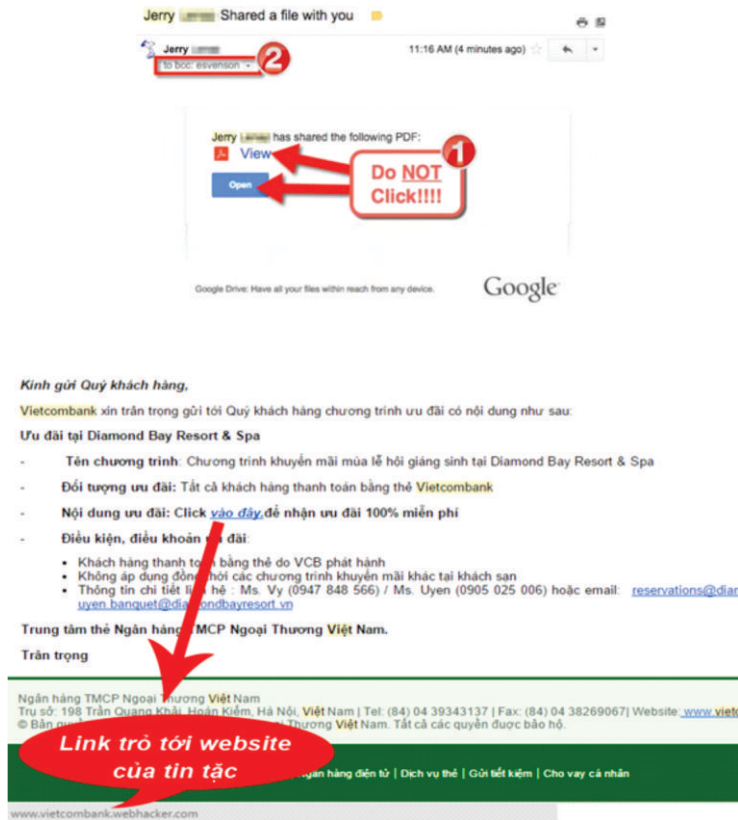 Jerry Shared a file with you
Jerry
11:16 AM (4 minutes ago)
to bcc: esvenson
2
Jerry has shared the following PDF:
View
Open
1
Do NOT
Click!!!!
Google Drive: Have all your files within reach from any device.
Google
Kính gửi Quý khách hàng,
Vietcombank xin trân trọng gửi tới Quý khách hàng chương trình ưu đãi có nội dung như sau:
Ưu đãi tại Diamond Bay Resort & Spa
- Tên chương trình: Chương trình khuyến mãi mùa lễ hội giáng sinh tại Diamond Bay Resort & Spa
- Đối tượng ưu đãi: Tất cả khách hàng thanh toán bằng thẻ Vietcombank
- Nội dung ưu đãi: Click vào đây để nhận ưu đãi 100% miễn phí
- Điều kiện, điều khoản đãi:
• Khách hàng thanh toán bằng thẻ do VCB phát hành
• Không áp dụng đồng thời các chương trình khuyến mãi khác tại khách sạn
• Thông tin chi tiết liên hệ : Ms. Vy (0947 848 566) / Ms. Uyen (0905 025 006) hoặc email: reservations@diam
uyen.banquet@diamondbayresort.vn
Trung tâm thẻ Ngân hàng TMCP Ngoại Thương Việt Nam.
Trân trọng
Ngân hàng TMCP Ngoại Thương Việt Nam
Trụ sở: 198 Trần Quang Khải, Hoàn Kiếm, Hà Nội, Việt Nam | Tel: (84) 04 39343137 | Fax: (84) 04 38269067| Website: www.vietc
© Bản Thương Việt Nam. Tất cả các quyền được bảo hộ.
Link trỏ tới website
của tin tặc
ngân hàng điện tử | Dịch vụ thẻ | Gửi tiết kiệm | Cho vay cá nhân
www.vietcombank.webhacker.com